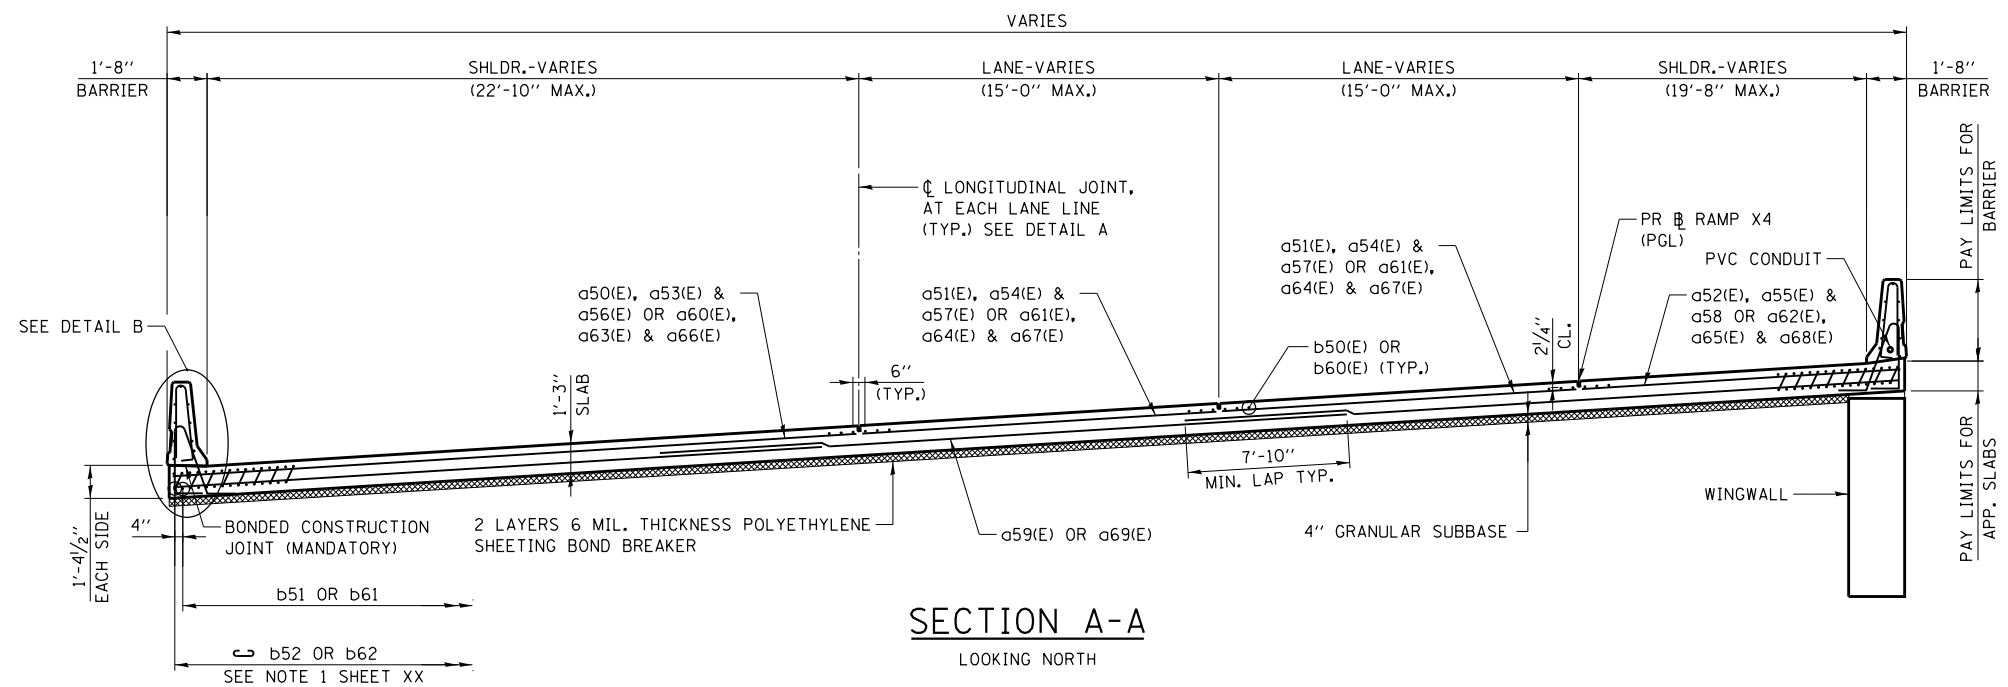 VARIES
1'-8"
BARRIER
SHLDR.-VARIES
(22'-10" MAX.)
LANE-VARIES
(15'-0" MAX.)
LANE-VARIES
(15'-0" MAX.)
SHLDR.-VARIES
(19'-8" MAX.)
1'-8"
BARRIER
PAY LIMITS FOR
BARRIER
℄ LONGITUDINAL JOINT,
AT EACH LANE LINE
(TYP.) SEE DETAIL A
PR ⅊ RAMP X4
(PGL)
PVC CONDUIT
a51(E), a54(E) &
a57(E) OR a61(E),
a64(E) & a67(E)
a50(E), a53(E) &
a56(E) OR a60(E),
a63(E) & a66(E)
a51(E), a54(E) &
a57(E) OR a61(E),
a64(E) & a67(E)
a52(E), a55(E) &
a58 OR a62(E),
a65(E) & a68(E)
SEE DETAIL B
2 1/4"
CL.
b50(E) OR
b60(E) (TYP.)
1'-3"
SLAB
6"
(TYP.)
7'-10"
MIN. LAP TYP.
WINGWALL
PAY LIMITS FOR
APP. SLABS
1'-4 1/2"
EACH SIDE
4"
BONDED CONSTRUCTION
JOINT (MANDATORY)
2 LAYERS 6 MIL. THICKNESS POLYETHYLENE
SHEETING BOND BREAKER
a59(E) OR a69(E)
4" GRANULAR SUBBASE
b51 OR b61
b52 OR b62
SEE NOTE 1 SHEET XX
SECTION A-A
LOOKING NORTH